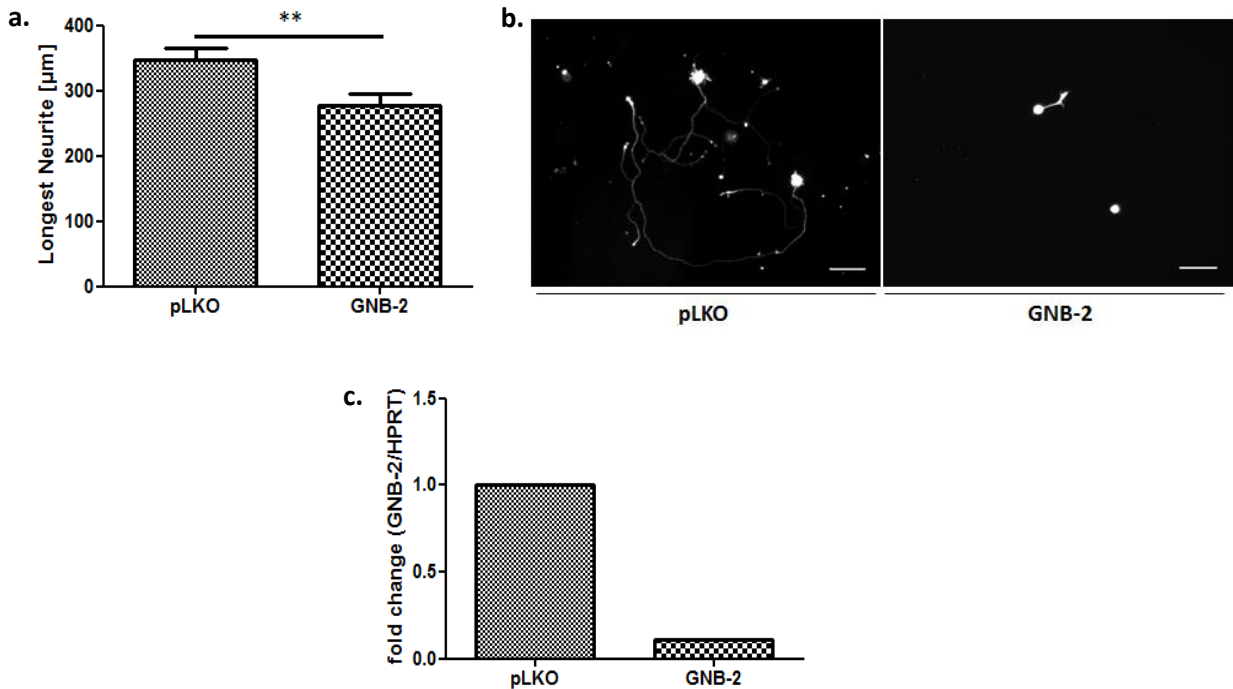 a.
**
Longest Neurite [µm]
400
300
200
100
0
pLKO
GNB-2
b.
pLKO
GNB-2
c.
fold change (GNB-2/HPRT)
1.5
1.0
0.5
0.0
pLKO
GNB-2